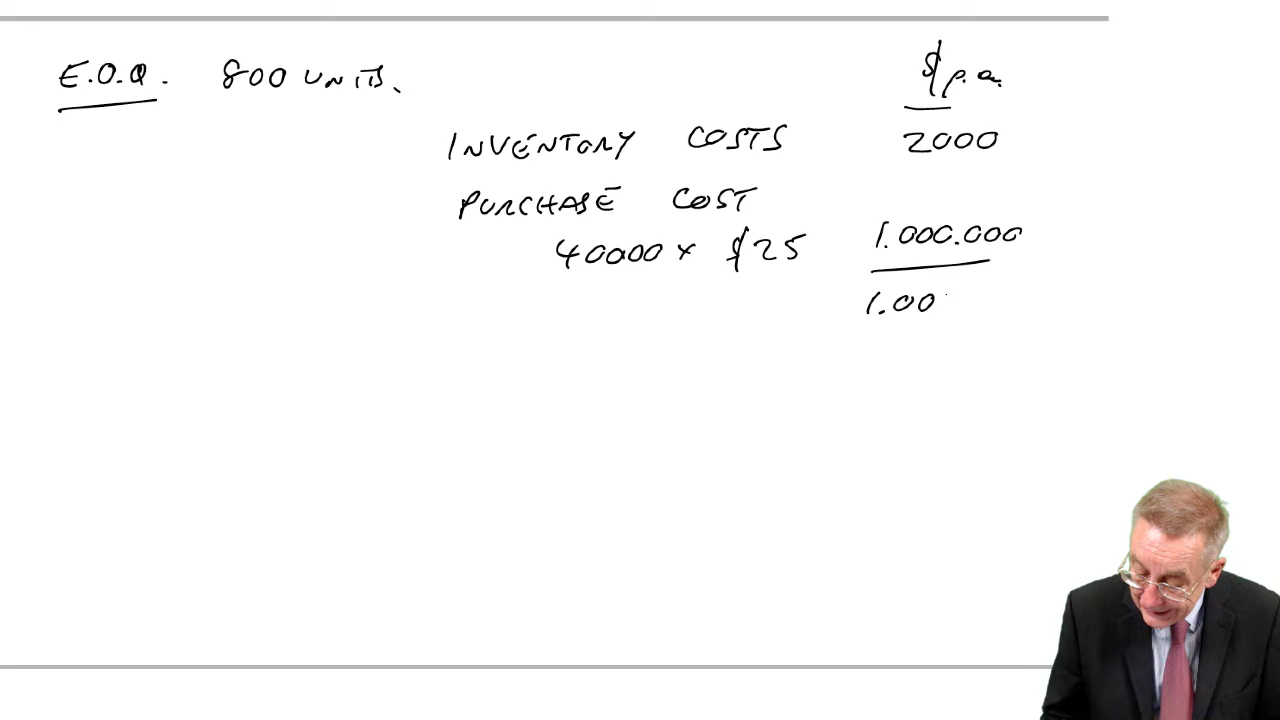 E.O.Q. 800 UNITS. $ p.a.
INVENTORY COSTS 2000
PURCHASE COST
40000 x $25 1.000.000
1.00